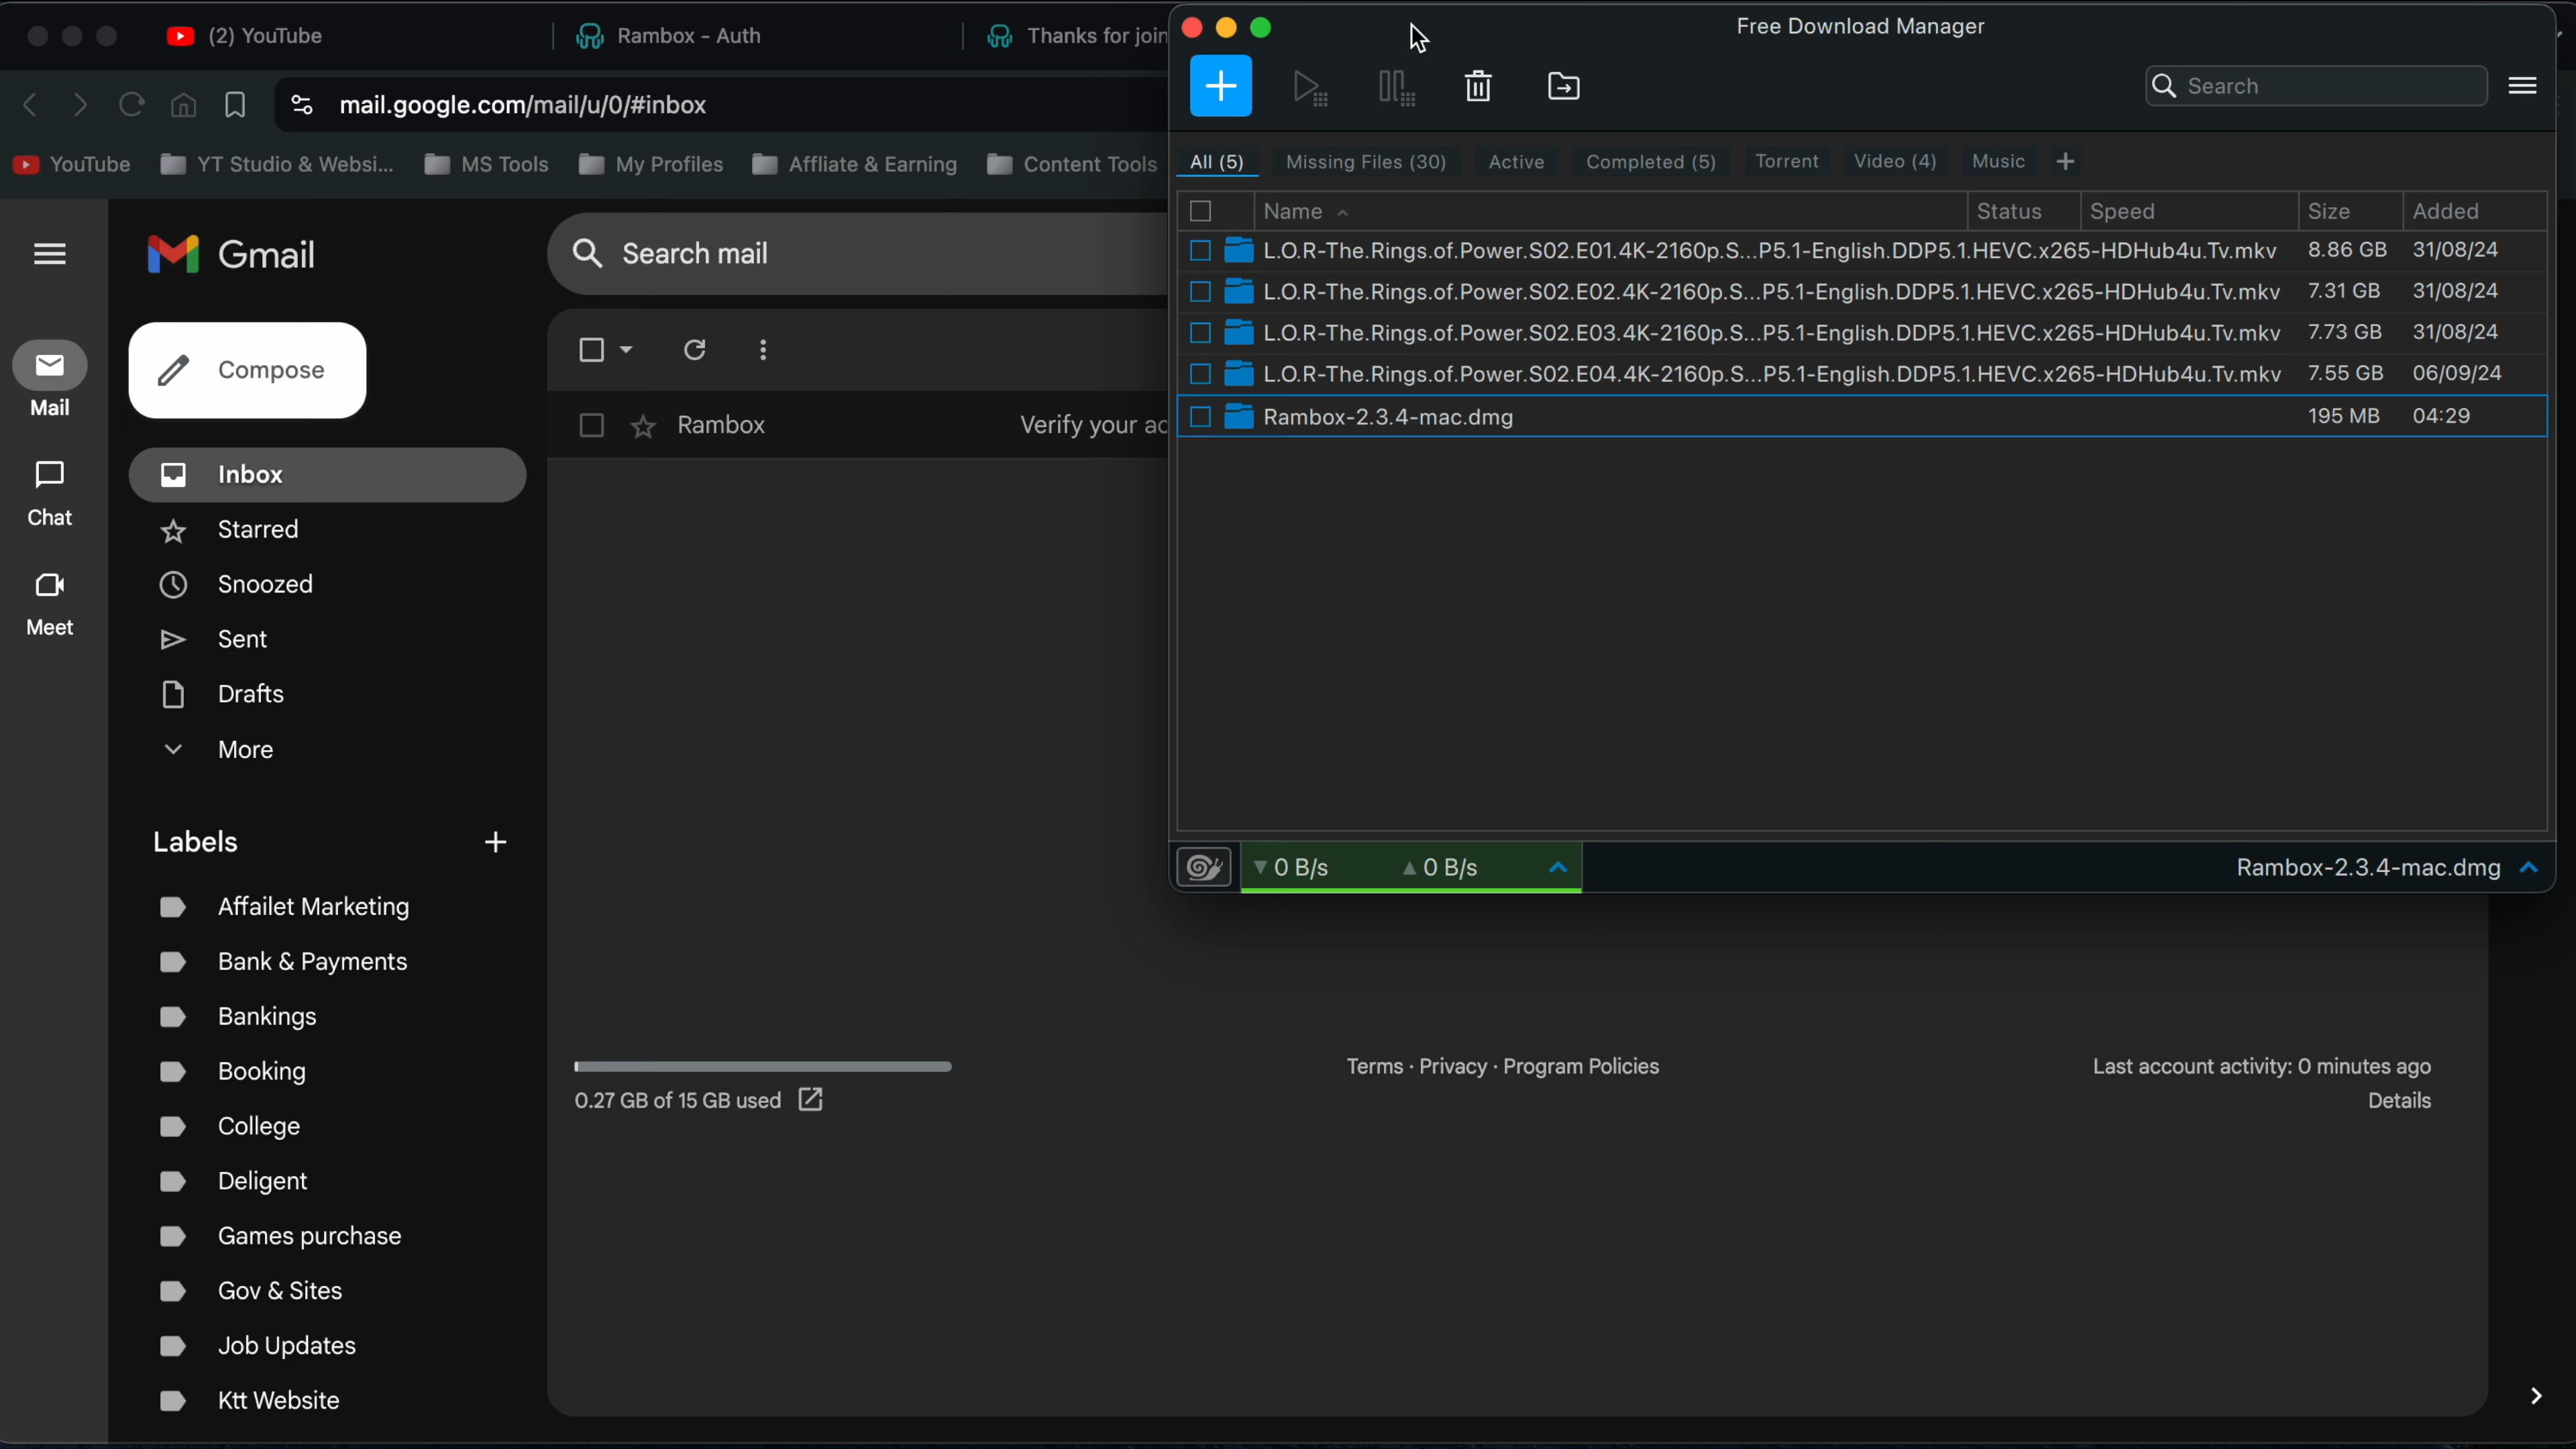 (2) YouTube
Rambox - Auth
Thanks for join
mail.google.com/mail/u/0/#inbox
YouTube
YT Studio & Websi...
MS Tools
My Profiles
Affliate & Earning
Content Tools
Mail
Chat
Meet
Gmail
Compose
Inbox
Starred
Snoozed
Sent
Drafts
More
Labels
Affailet Marketing
Bank & Payments
Bankings
Booking
College
Deligent
Games purchase
Gov & Sites
Job Updates
Ktt Website
Search mail
Rambox Verify your ac
0.27 GB of 15 GB used
Terms · Privacy · Program Policies
Last account activity: 0 minutes ago
Details
Free Download Manager
Search
All (5) Missing Files (30) Active Completed (5) Torrent Video (4) Music
Name Status Speed Size Added
L.O.R-The.Rings.of.Power.S02.E01.4K-2160p.S...P5.1-English.DDP5.1.HEVC.x265-HDHub4u.Tv.mkv 8.86 GB 31/08/24
L.O.R-The.Rings.of.Power.S02.E02.4K-2160p.S...P5.1-English.DDP5.1.HEVC.x265-HDHub4u.Tv.mkv 7.31 GB 31/08/24
L.O.R-The.Rings.of.Power.S02.E03.4K-2160p.S...P5.1-English.DDP5.1.HEVC.x265-HDHub4u.Tv.mkv 7.73 GB 31/08/24
L.O.R-The.Rings.of.Power.S02.E04.4K-2160p.S...P5.1-English.DDP5.1.HEVC.x265-HDHub4u.Tv.mkv 7.55 GB 06/09/24
Rambox-2.3.4-mac.dmg 195 MB 04:29
0 B/s 0 B/s Rambox-2.3.4-mac.dmg